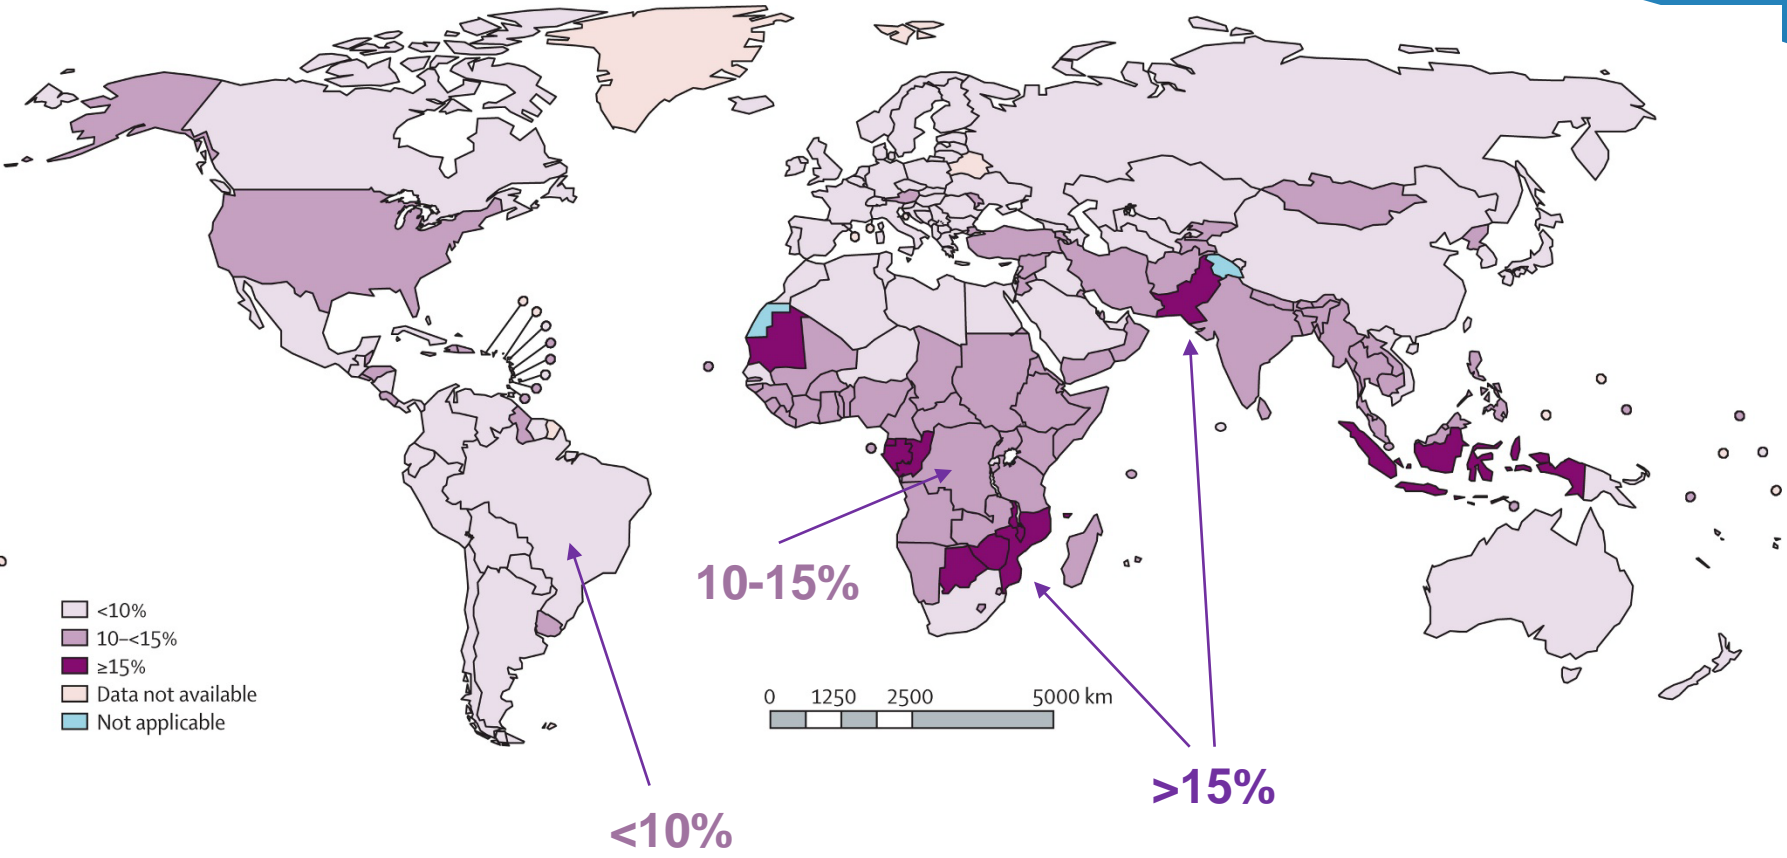 10-15%
<10%
10–<15%
≥15%
Data not available
Not applicable
0 1250 2500 5000 km
>15%
<10%